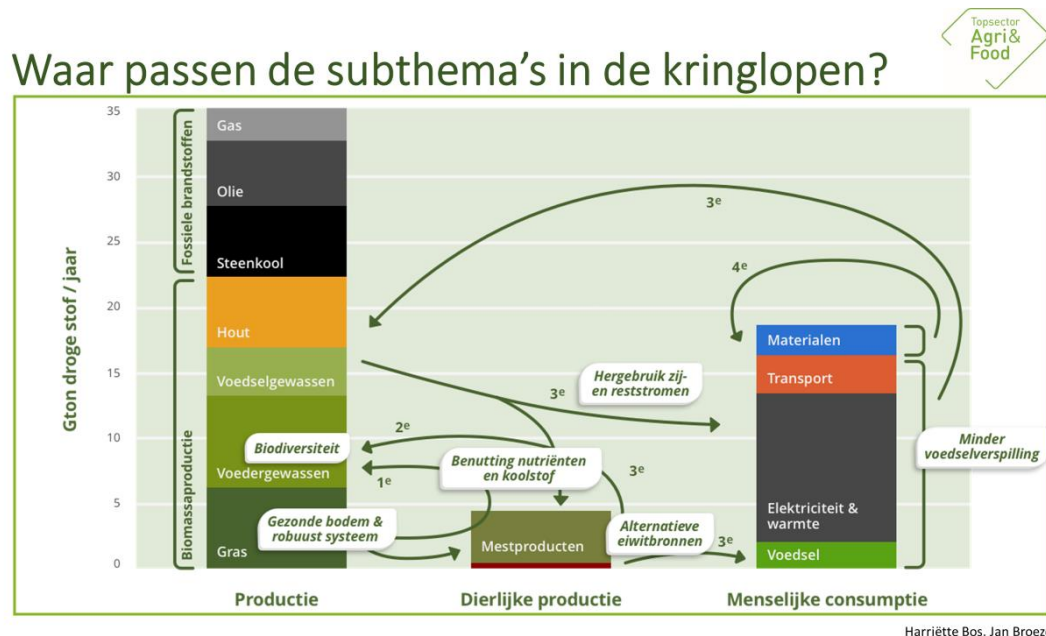 Topsector
Agri&
Food
Waar passen de subthema's in de kringlopen?
Gton droge stof / jaar
35
30
25
20
15
10
5
0
Fossiele brandstoffen
Biomassaproductie
Gas
Olie
Steenkool
Hout
Voedselgewassen
Voedergewassen
Gras
Biodiversiteit
Gezonde bodem &
robuust systeem
1e
2e
3e
4e
3e
Hergebruik zij-
en reststromen
Benutting nutriënten
en koolstof
3e
Mestproducten
Alternatieve
eiwitbronnen
3e
Materialen
Transport
Elektriciteit &
warmte
Voedsel
Minder
voedselverspilling
Productie
Dierlijke productie
Menselijke consumptie
Harriëtte Bos, Jan Broeze